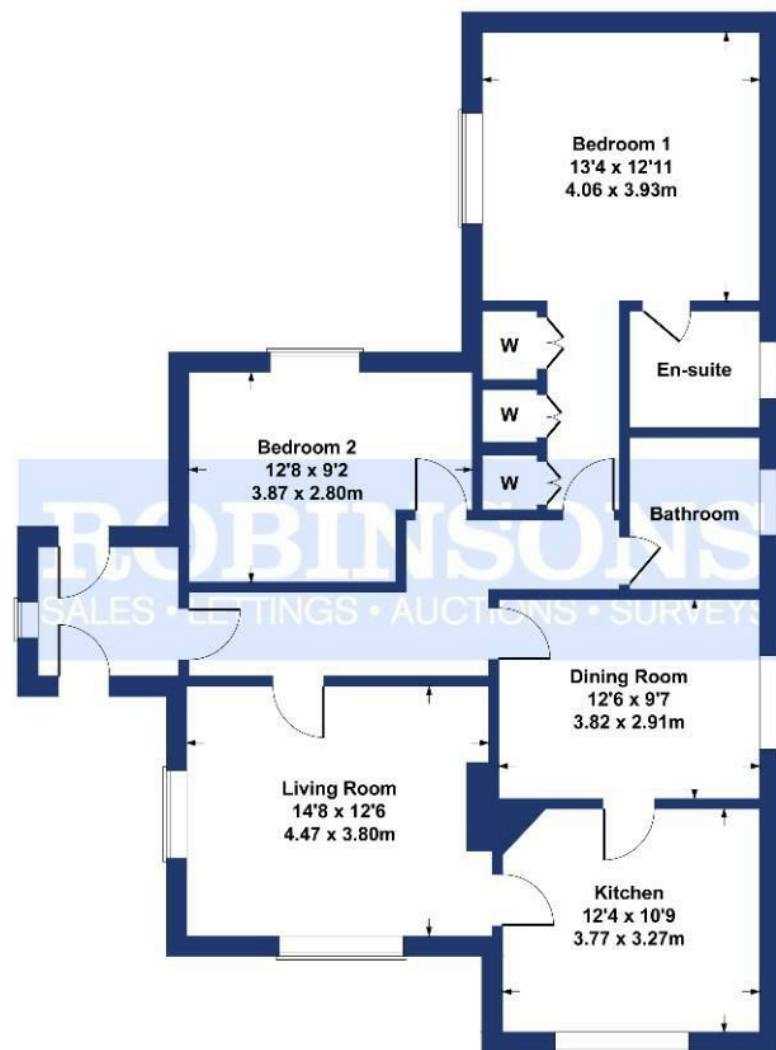 Bedroom 1
13'4 x 12'11
4.06 x 3.93m
W
En-suite
W
Bedroom 2
12'8 x 9'2
3.87 x 2.80m
W
Bathroom
ROBINSONS
SALES • LETTINGS • AUCTIONS • SURVEYS
Dining Room
12'6 x 9'7
3.82 x 2.91m
Living Room
14'8 x 12'6
4.47 x 3.80m
Kitchen
12'4 x 10'9
3.77 x 3.27m